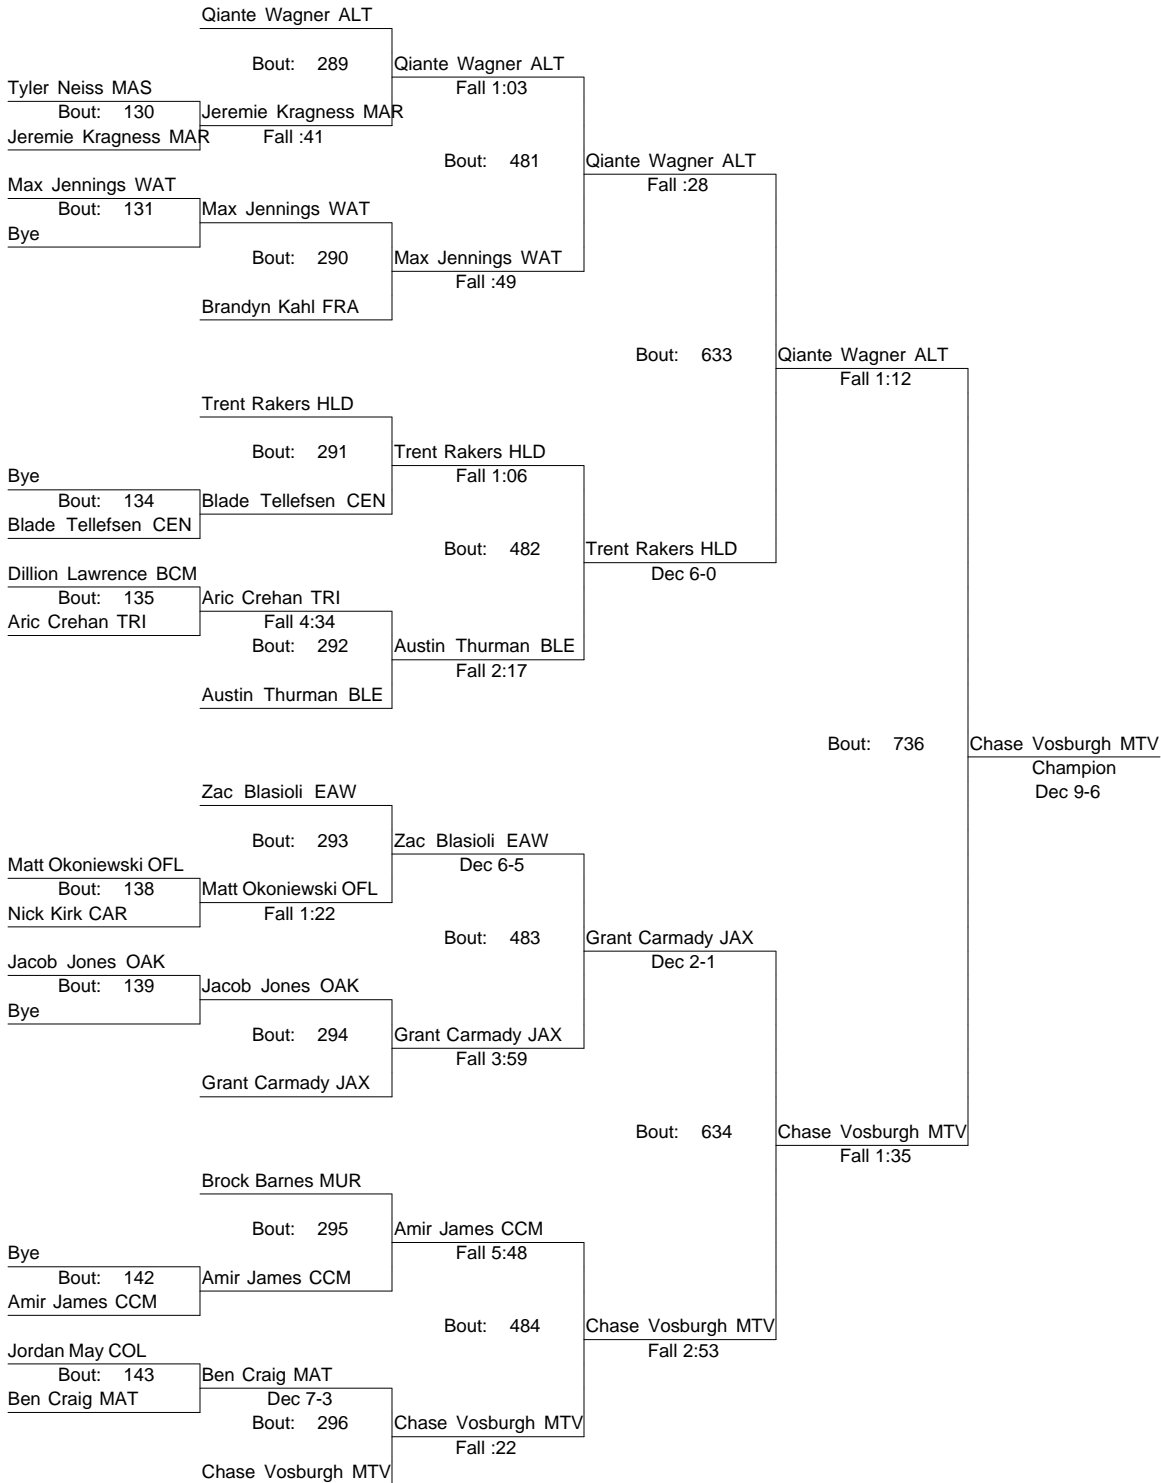 Qiante Wagner ALT
Bout: 289 Qiante Wagner ALT
Tyler Neiss MAS Fall 1:03
Bout: 130 Jeremie Kragness MAR
Jeremie Kragness MAR Fall :41
Bout: 481 Qiante Wagner ALT
Max Jennings WAT Fall :28
Bout: 131 Max Jennings WAT
Bye
Bout: 290 Max Jennings WAT
Fall :49
Brandyn Kahl FRA
Bout: 633 Qiante Wagner ALT
Fall 1:12
Trent Rakers HLD
Bout: 291 Trent Rakers HLD
Bye Fall 1:06
Bout: 134 Blade Tellefsen CEN
Blade Tellefsen CEN
Bout: 482 Trent Rakers HLD
Dillion Lawrence BCM Dec 6-0
Bout: 135 Aric Crehan TRI
Aric Crehan TRI Fall 4:34
Bout: 292 Austin Thurman BLE
Fall 2:17
Austin Thurman BLE
Bout: 736 Chase Vosburgh MTV
Champion
Zac Blasioli EAW Dec 9-6
Bout: 293 Zac Blasioli EAW
Matt Okoniewski OFL Dec 6-5
Bout: 138 Matt Okoniewski OFL
Nick Kirk CAR Fall 1:22
Bout: 483 Grant Carmady JAX
Jacob Jones OAK Dec 2-1
Bout: 139 Jacob Jones OAK
Bye
Bout: 294 Grant Carmady JAX
Fall 3:59
Grant Carmady JAX
Bout: 634 Chase Vosburgh MTV
Fall 1:35
Brock Barnes MUR
Bout: 295 Amir James CCM
Bye Fall 5:48
Bout: 142 Amir James CCM
Amir James CCM
Bout: 484 Chase Vosburgh MTV
Jordan May COL Fall 2:53
Bout: 143 Ben Craig MAT
Ben Craig MAT Dec 7-3
Bout: 296 Chase Vosburgh MTV
Fall :22
Chase Vosburgh MTV